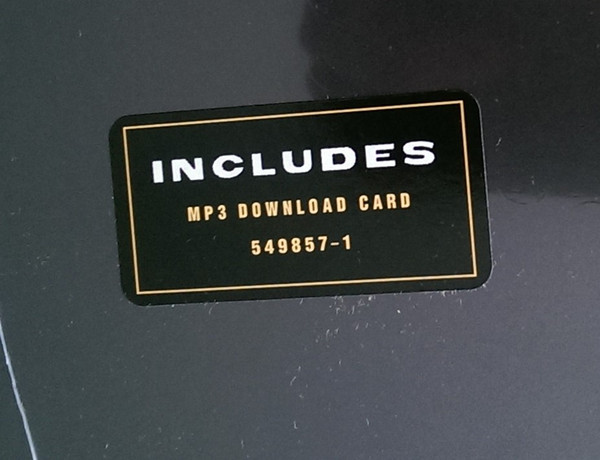 INCLUDES
MP3 DOWNLOAD CARD
549857-1